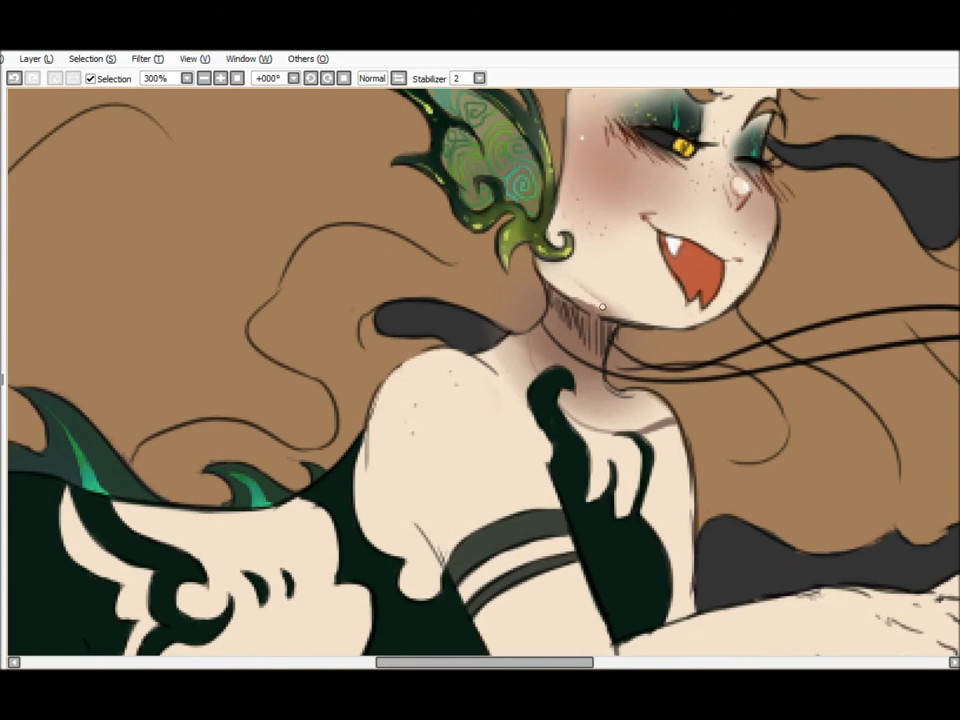 ) Layer (L) Selection (S) Filter (T) View (V) Window (W) Others (O)
Selection 300% +000° Normal Stabilizer 2